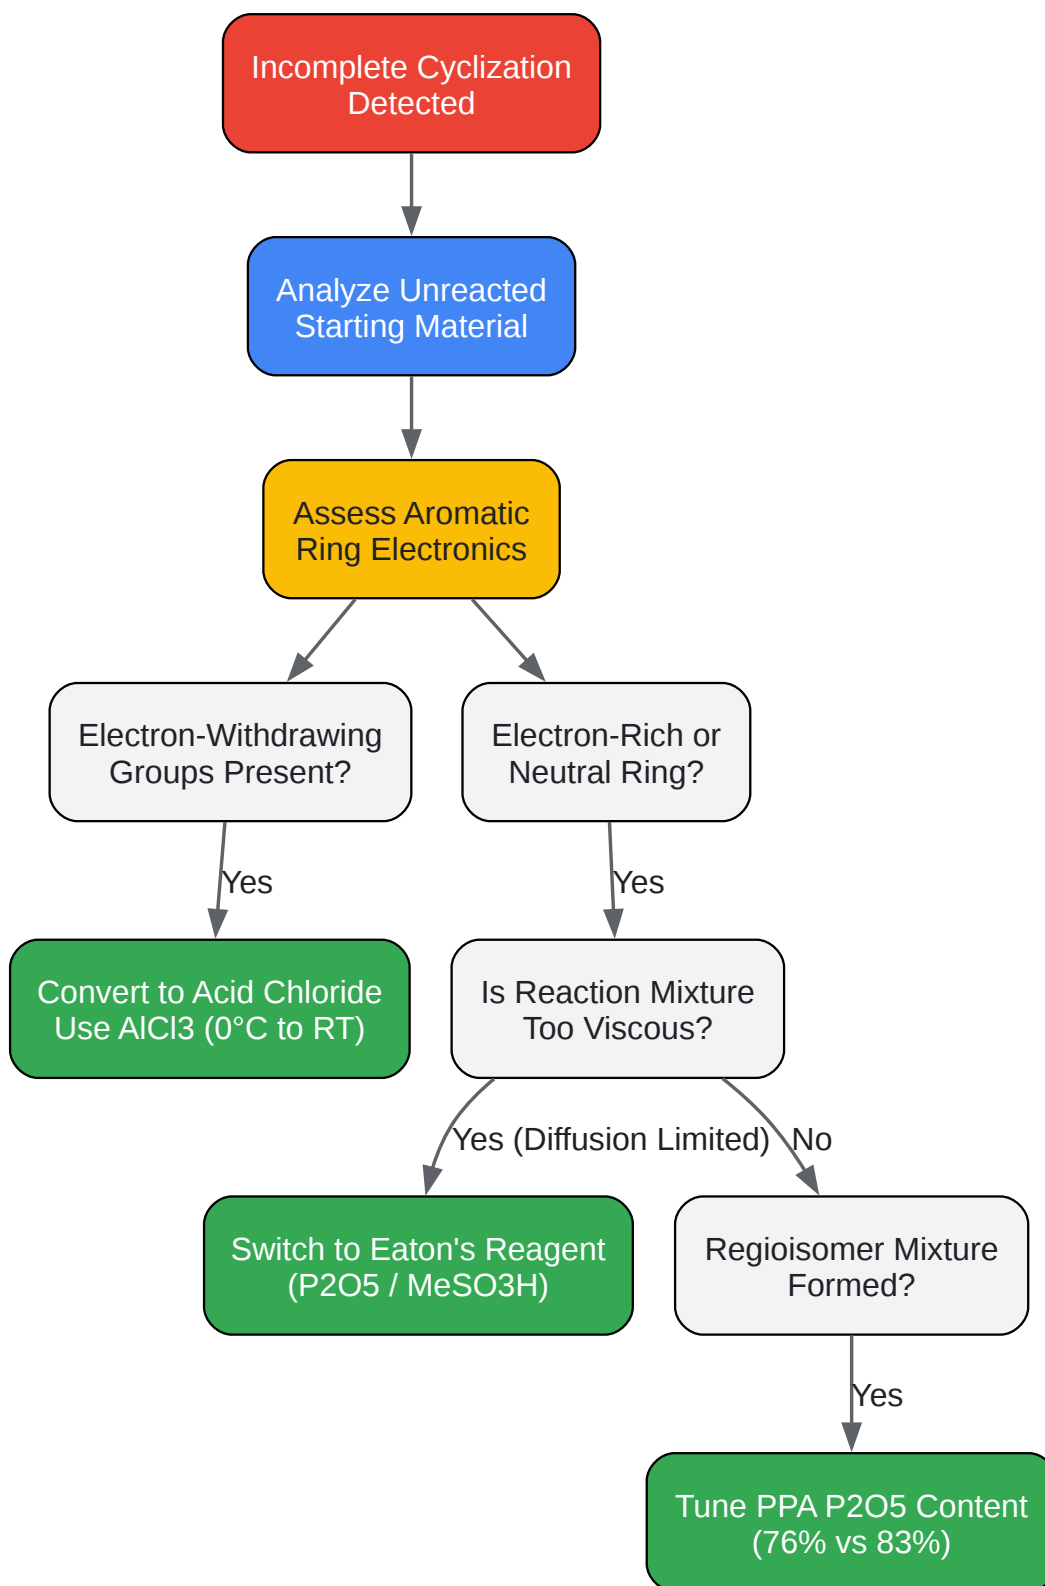 Incomplete Cyclization
Detected
Analyze Unreacted
Starting Material
Assess Aromatic
Ring Electronics
Electron-Withdrawing
Groups Present?
Electron-Rich or
Neutral Ring?
Yes
Yes
Convert to Acid Chloride
Use AlCl3 (0°C to RT)
Is Reaction Mixture
Too Viscous?
Yes (Diffusion Limited)
No
Switch to Eaton's Reagent
(P2O5 / MeSO3H)
Regioisomer Mixture
Formed?
Yes
Tune PPA P2O5 Content
(76% vs 83%)